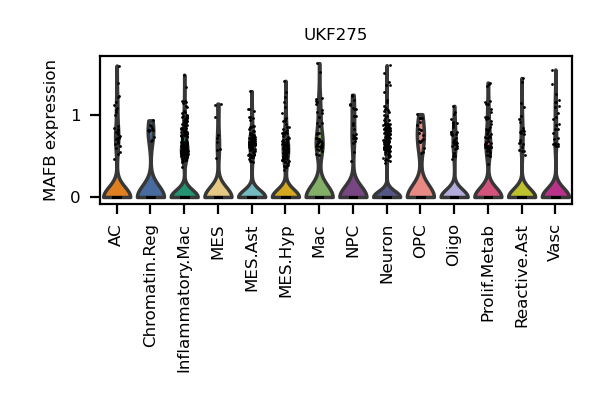 UKF275
MAFB expression
1
0
AC
Chromatin.Reg
Inflammatory.Mac
MES
MES.Ast
MES.Hyp
Mac
NPC
Neuron
OPC
Oligo
Prolif.Metab
Reactive.Ast
Vasc